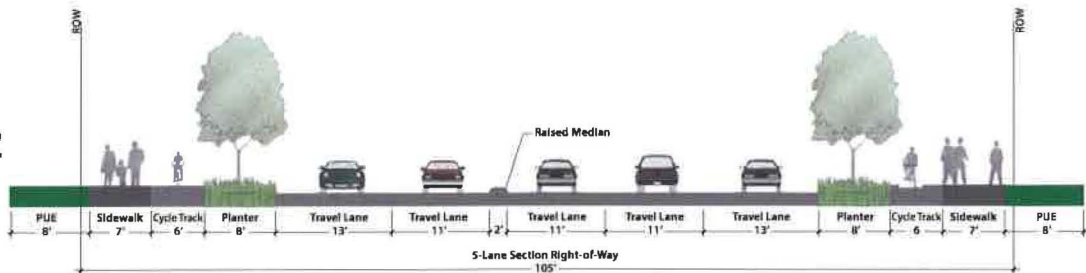 ROW
ROW
Raised Median
PUE Sidewalk Cycle Track Planter Travel Lane Travel Lane Travel Lane Travel Lane Travel Lane Planter Cycle Track Sidewalk PUE
8' 7' 6' 8' 13' 11' 2' 11' 11' 13' 8' 6 7' 8'
5-Lane Section Right-of-Way
105'